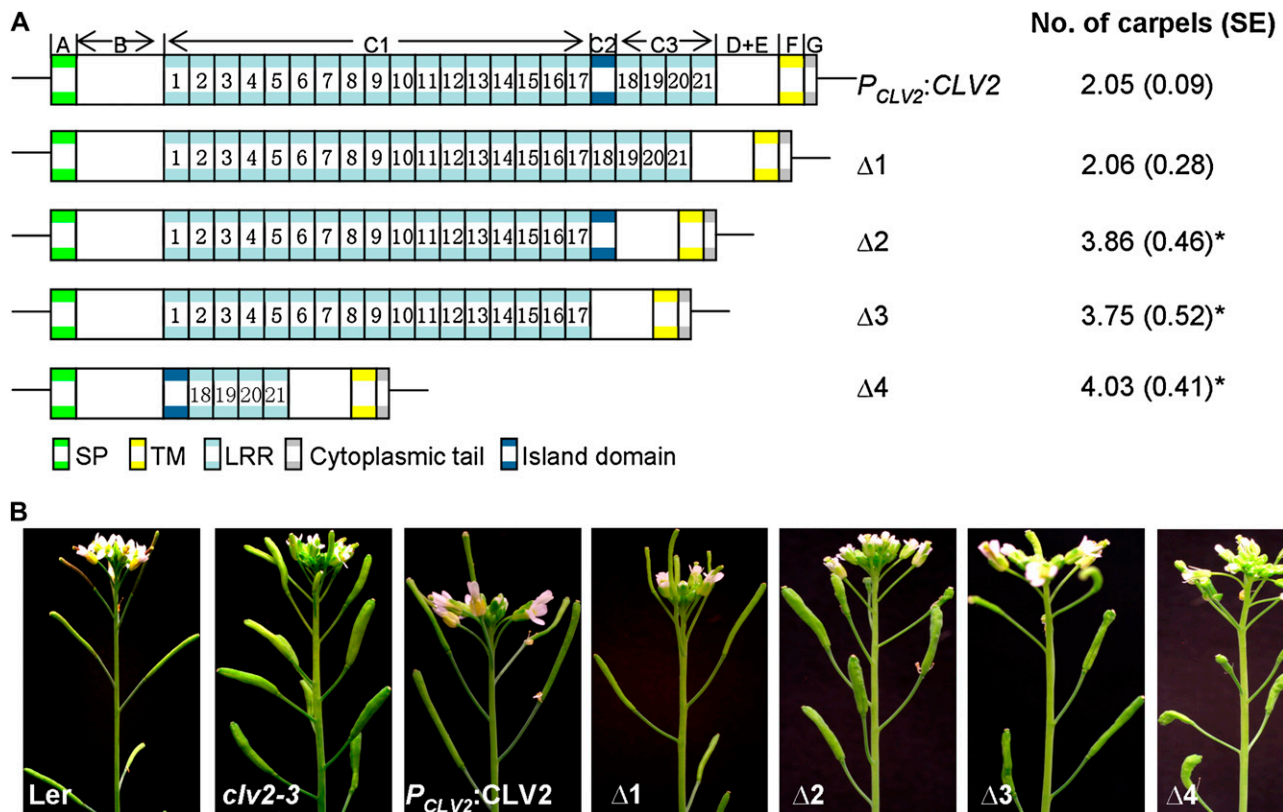 A
No. of carpels (SE)
A B C1 C2 C3 D+E F G
1 2 3 4 5 6 7 8 9 10 11 12 13 14 15 16 17 18 19 20 21
P_CLV2:CLV2 2.05 (0.09)
1 2 3 4 5 6 7 8 9 10 11 12 13 14 15 16 17 18 19 20 21
Δ1 2.06 (0.28)
1 2 3 4 5 6 7 8 9 10 11 12 13 14 15 16 17
Δ2 3.86 (0.46)*
1 2 3 4 5 6 7 8 9 10 11 12 13 14 15 16 17
Δ3 3.75 (0.52)*
18 19 20 21
Δ4 4.03 (0.41)*
SP TM LRR Cytoplasmic tail Island domain
B
Ler clv2-3 P_CLV2:CLV2 Δ1 Δ2 Δ3 Δ4